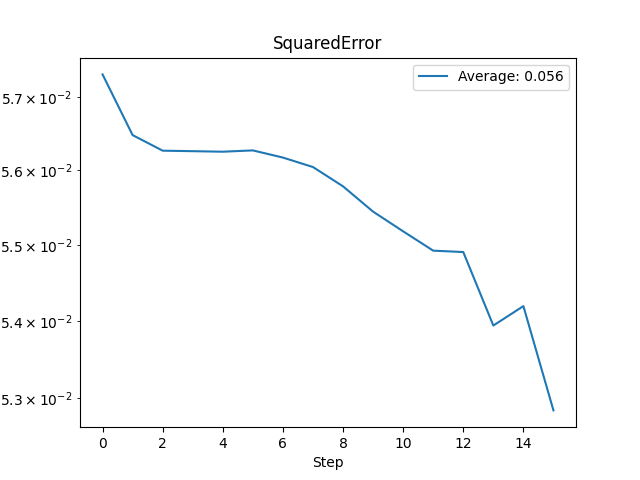 SquaredError
Average: 0.056
5.7 × 10⁻²
5.6 × 10⁻²
5.5 × 10⁻²
5.4 × 10⁻²
5.3 × 10⁻²
0 2 4 6 8 10 12 14
Step